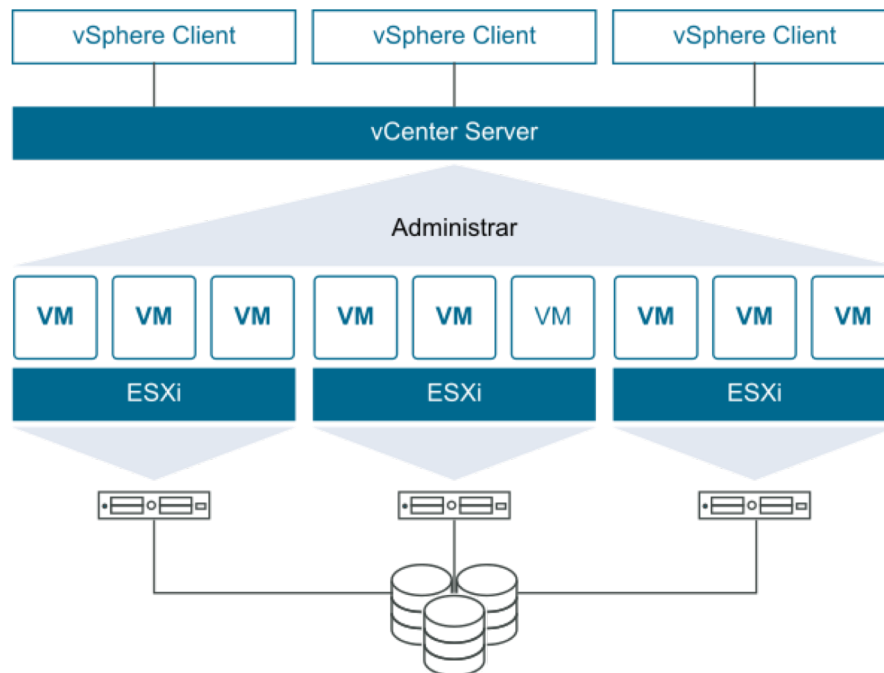 vSphere Client
vSphere Client
vSphere Client
vCenter Server
Administrar
VM
VM
VM
VM
VM
VM
VM
VM
VM
ESXi
ESXi
ESXi